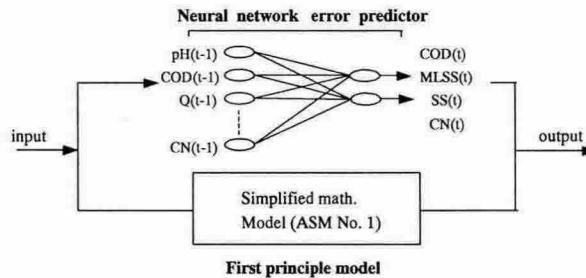 Neural network error predictor
pH(t-1)
COD(t-1)
Q(t-1)
CN(t-1)
COD(t)
MLSS(t)
SS(t)
CN(t)
input
output
Simplified math.
Model (ASM No. 1)
First principle model